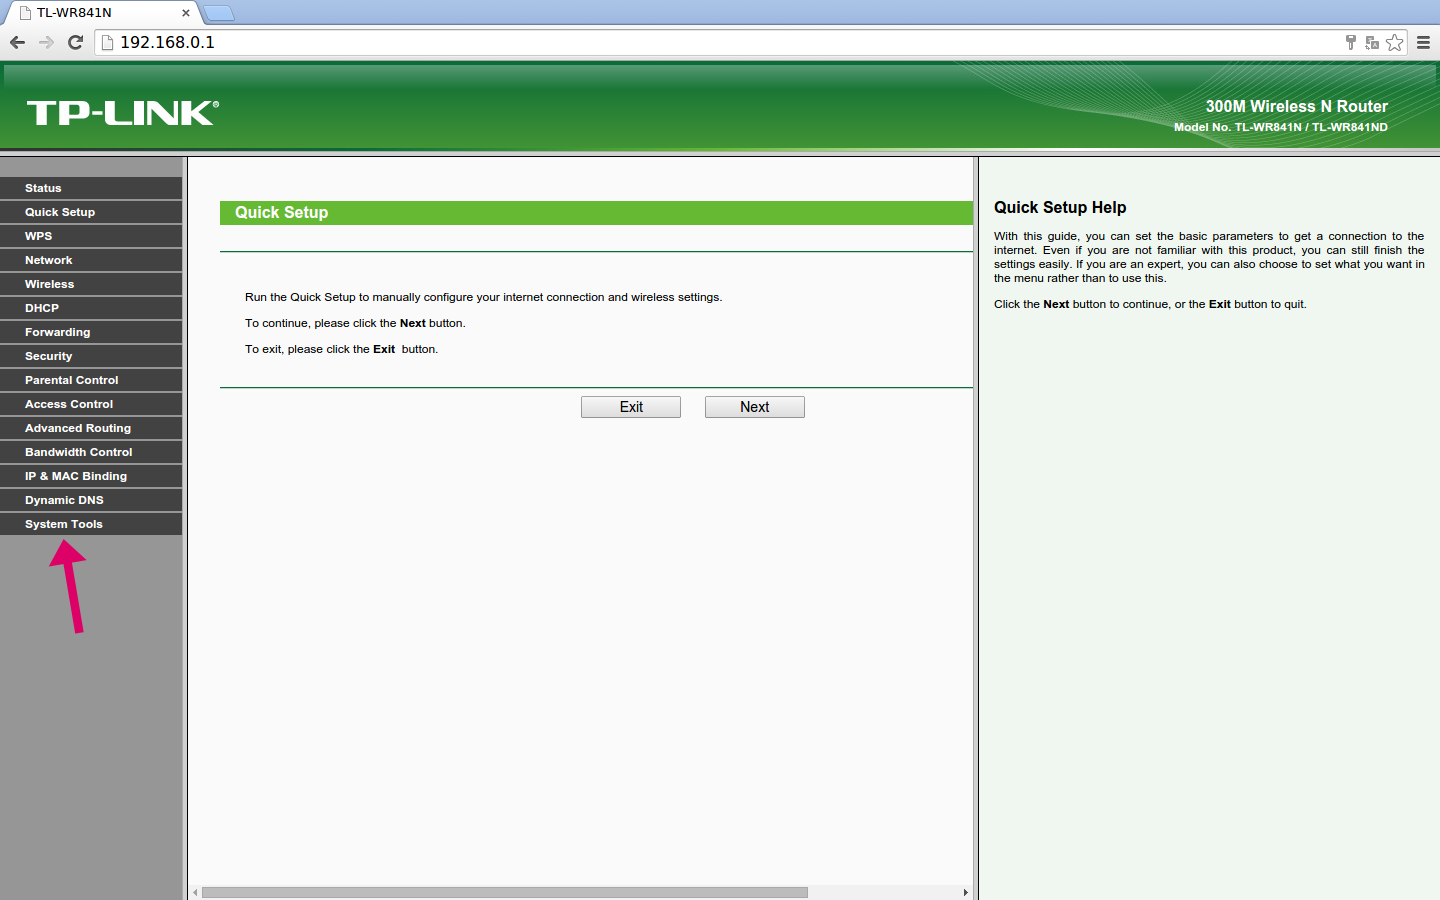 TL-WR841N
192.168.0.1
TP-LINK®
300M Wireless N Router
Model No. TL-WR841N / TL-WR841ND
Status
Quick Setup
WPS
Network
Wireless
DHCP
Forwarding
Security
Parental Control
Access Control
Advanced Routing
Bandwidth Control
IP & MAC Binding
Dynamic DNS
System Tools
Quick Setup
Run the Quick Setup to manually configure your internet connection and wireless settings.
To continue, please click the Next button.
To exit, please click the Exit  button.
Exit
Next
Quick Setup Help
With this guide, you can set the basic parameters to get a connection to the
internet. Even if you are not familiar with this product, you can still finish the
settings easily. If you are an expert, you can also choose to set what you want in
the menu rather than to use this.
Click the Next button to continue, or the Exit button to quit.